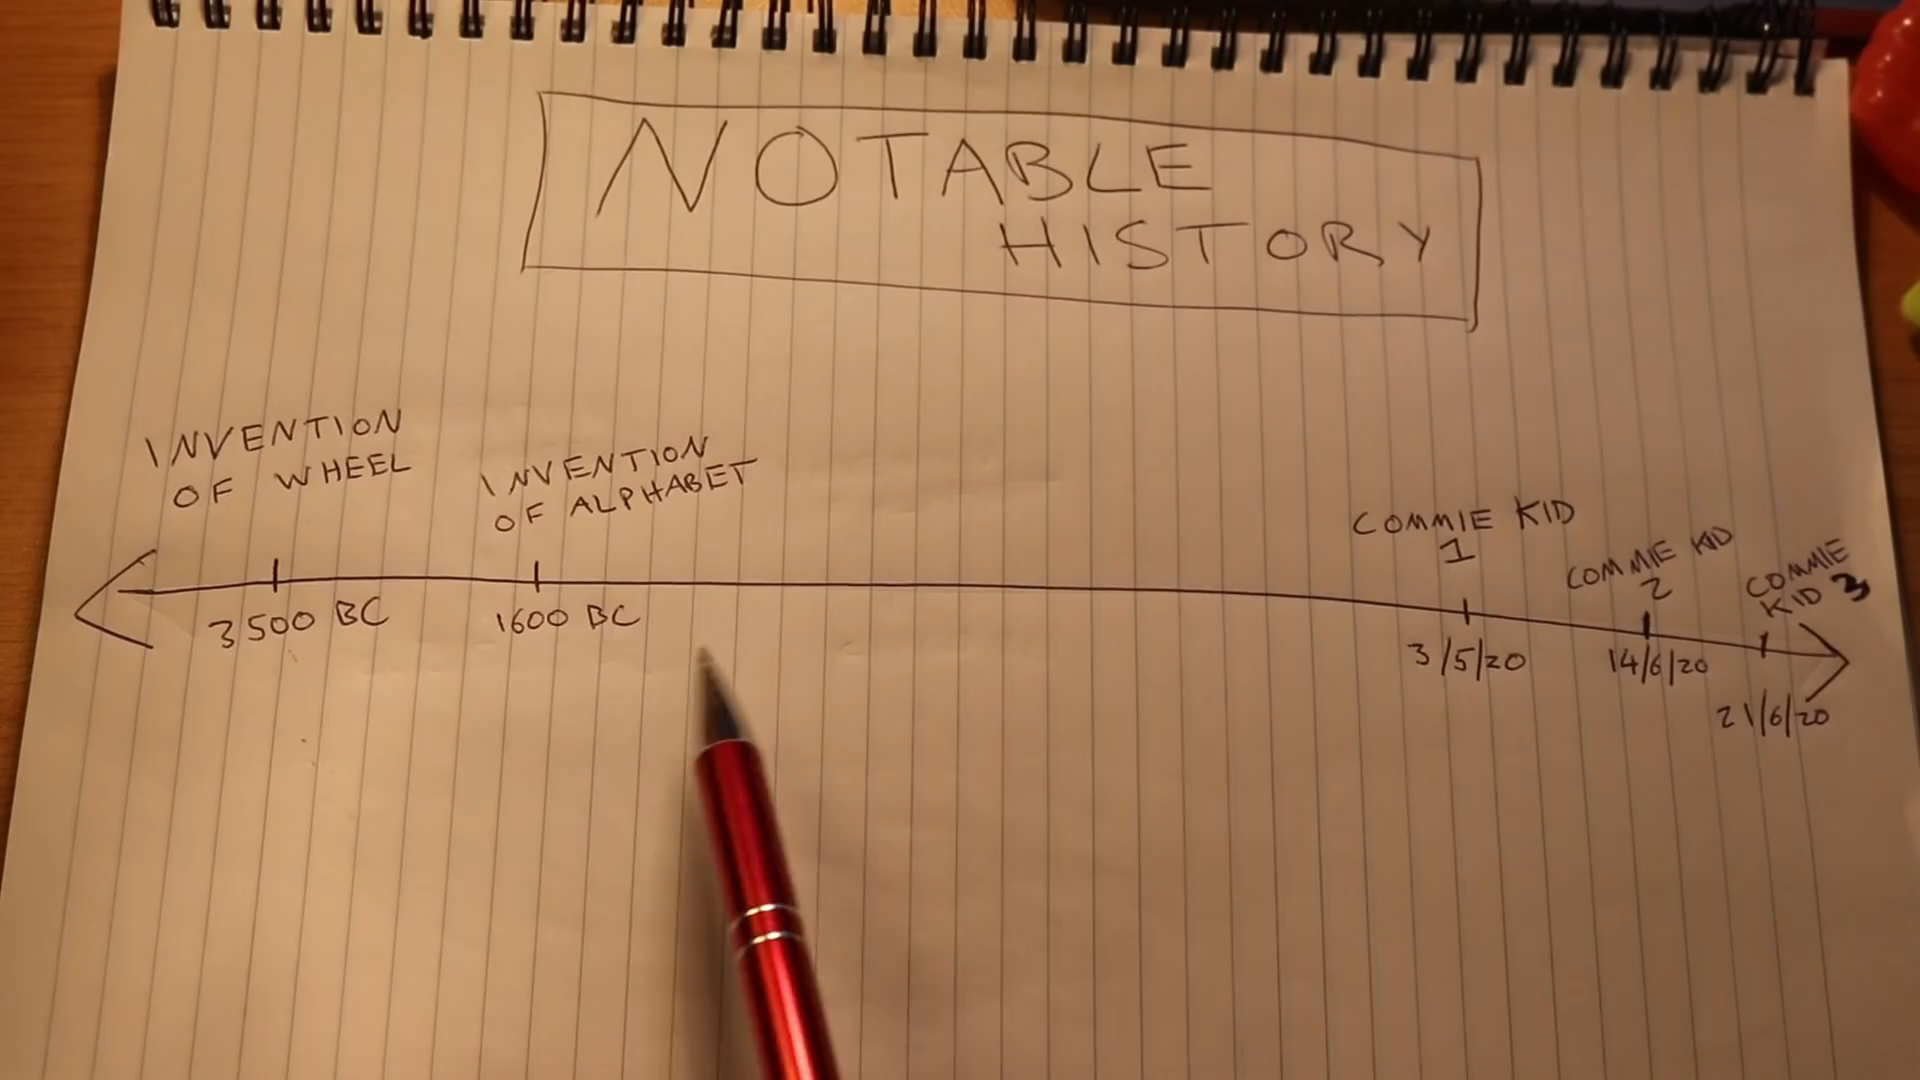 NOTABLE
HISTORY
INVENTION
OF WHEEL
3500 BC
INVENTION
OF ALPHABET
1600 BC
COMMIE KID
1
3/5/20
COMMIE KID
2
14/6/20
COMMIE
KID 3
21/6/20